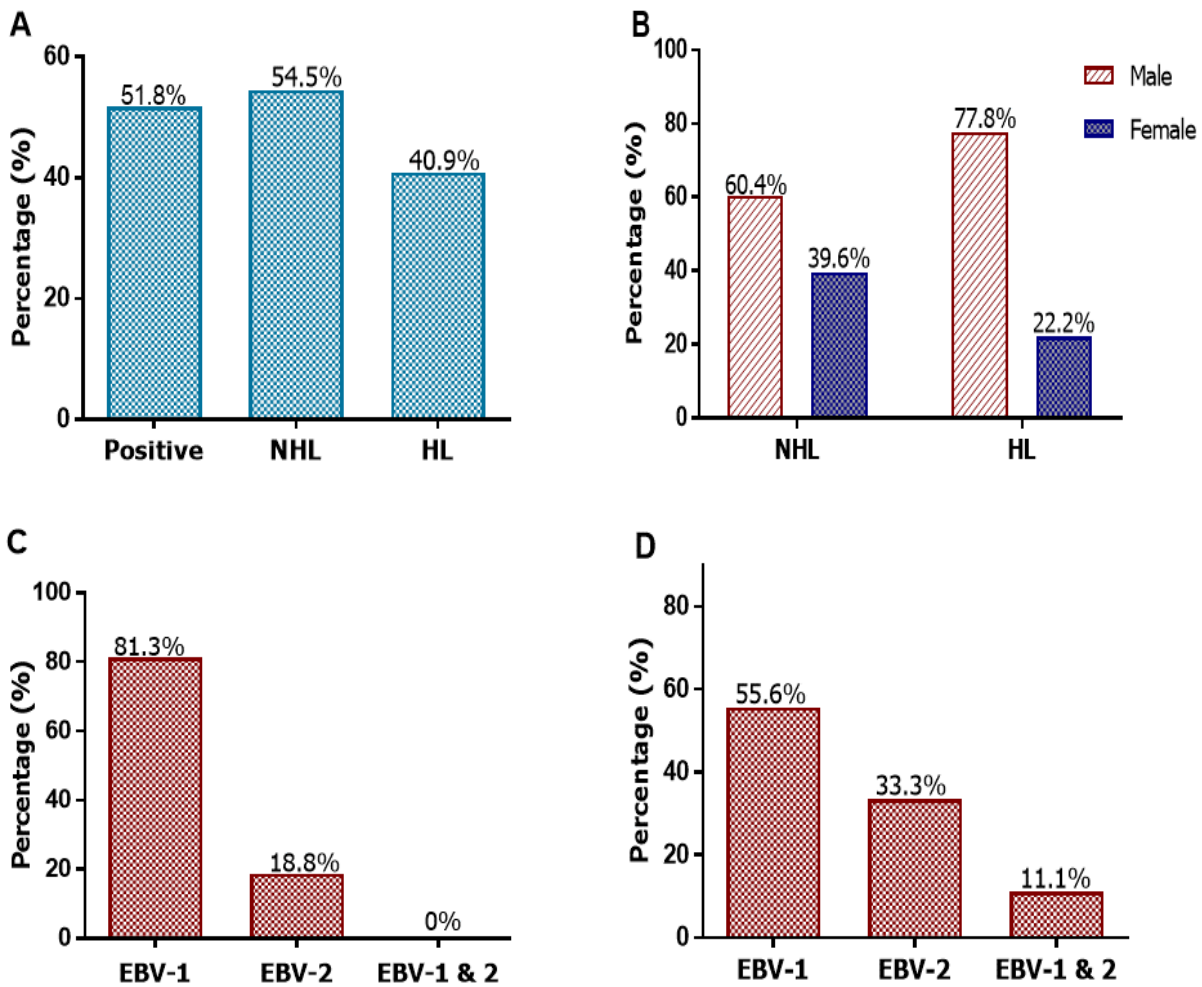 A
Percentage (%)
60
40
20
0
51.8%
54.5%
40.9%
Positive NHL HL
B
Percentage (%)
100
80
60
40
20
0
60.4%
39.6%
77.8%
22.2%
Male
Female
NHL HL
C
Percentage (%)
100
80
60
40
20
0
81.3%
18.8%
0%
EBV-1 EBV-2 EBV-1 & 2
D
Percentage (%)
80
60
40
20
0
55.6%
33.3%
11.1%
EBV-1 EBV-2 EBV-1 & 2